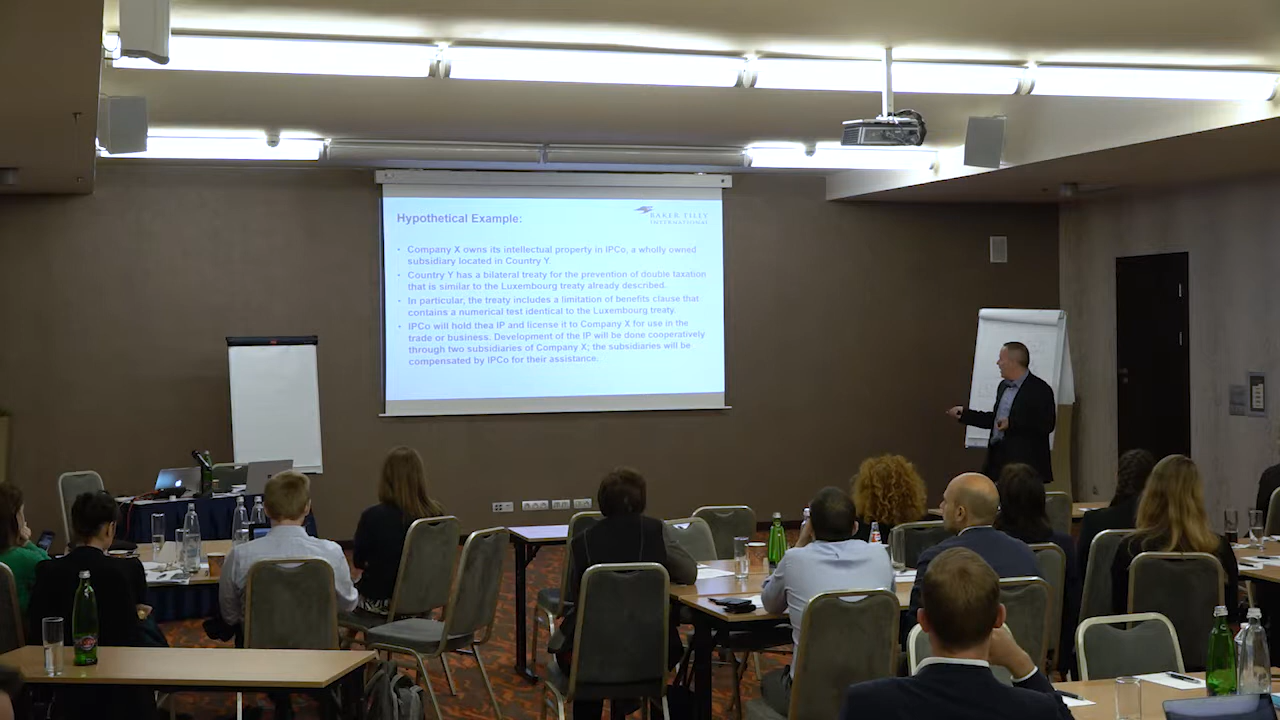 Hypothetical Example:
BAKER TILLY
INTERNATIONAL
• Company X owns its intellectual property in IPCo, a wholly owned
subsidiary located in Country Y.
• Country Y has a bilateral treaty for the prevention of double taxation
that is similar to the Luxembourg treaty already described.
• In particular, the treaty includes a limitation of benefits clause that
contains a numerical test identical to the Luxembourg treaty.
• IPCo will hold thea IP and license it to Company X for use in the
trade or business. Development of the IP will be done cooperatively
through two subsidiaries of Company X; the subsidiaries will be
compensated by IPCo for their assistance.